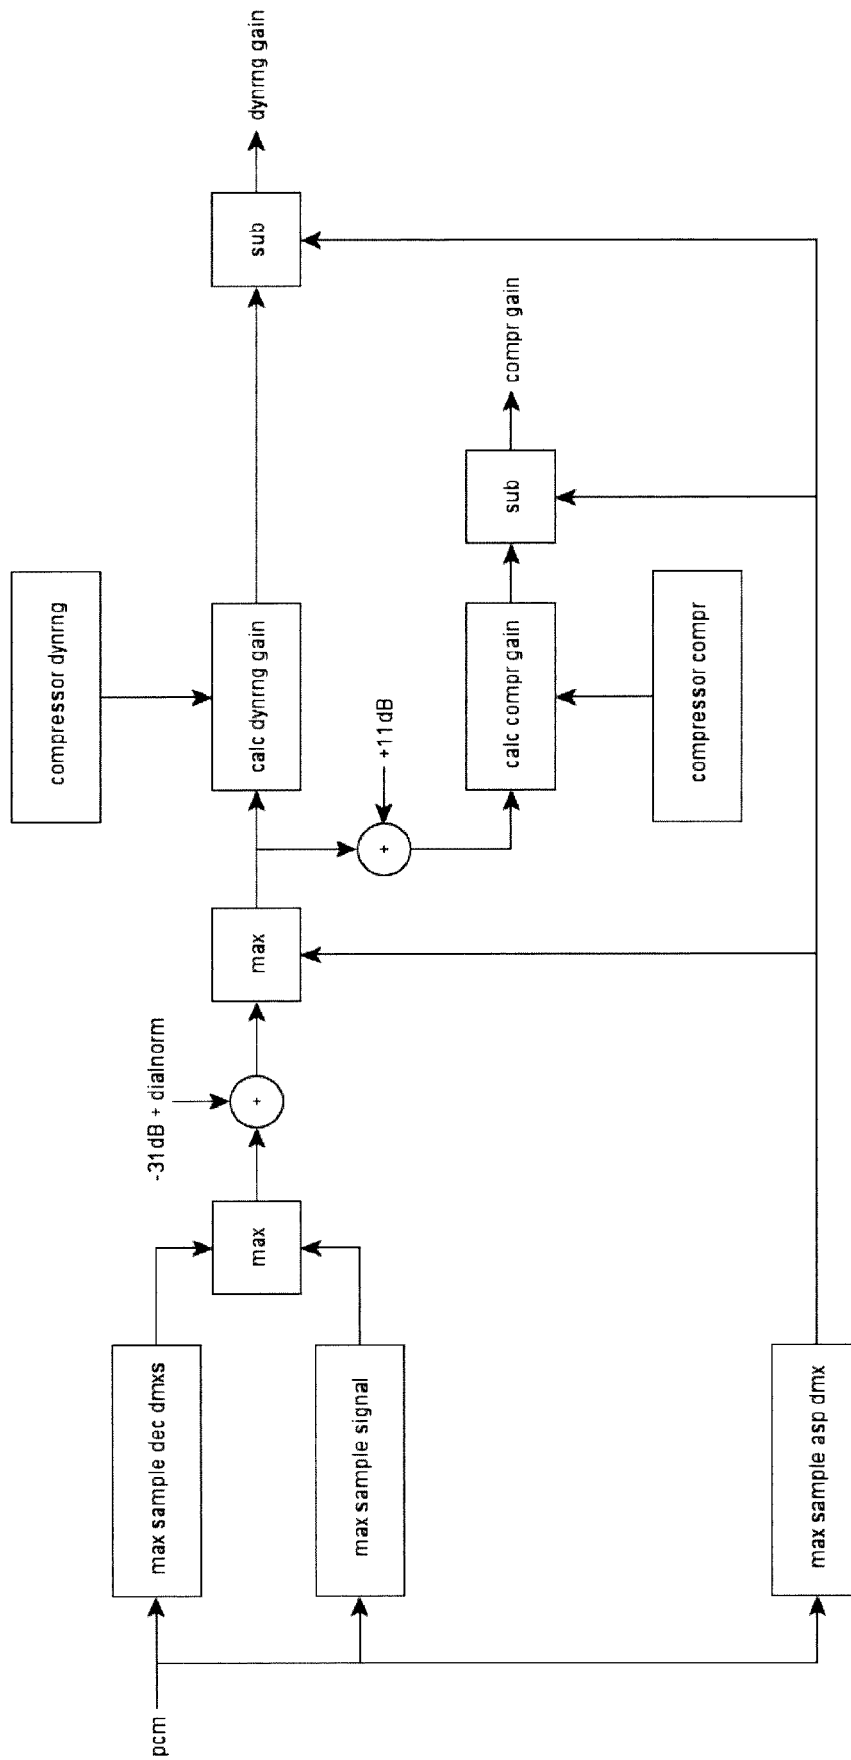 pcm
max sample dec dmxs
max sample signal
max sample asp dmx
max
-31dB + dialnorm
+
max
+
+11dB
compressor dynrng
calc dynrng gain
calc compr gain
compressor compr
sub
compr gain
sub
dynrng gain